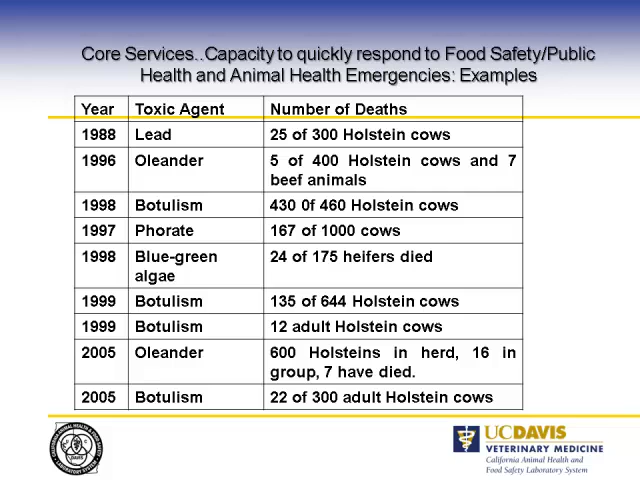 Core Services..Capacity to quickly respond to Food Safety/Public
Health and Animal Health Emergencies: Examples
Year Toxic Agent Number of Deaths
1988 Lead 25 of 300 Holstein cows
1996 Oleander 5 of 400 Holstein cows and 7
beef animals
1998 Botulism 430 0f 460 Holstein cows
1997 Phorate 167 of 1000 cows
1998 Blue-green 24 of 175 heifers died
algae
1999 Botulism 135 of 644 Holstein cows
1999 Botulism 12 adult Holstein cows
2005 Oleander 600 Holsteins in herd, 16 in
group, 7 have died.
2005 Botulism 22 of 300 adult Holstein cows
UCDAVIS
VETERINARY MEDICINE
California Animal Health and
Food Safety Laboratory System